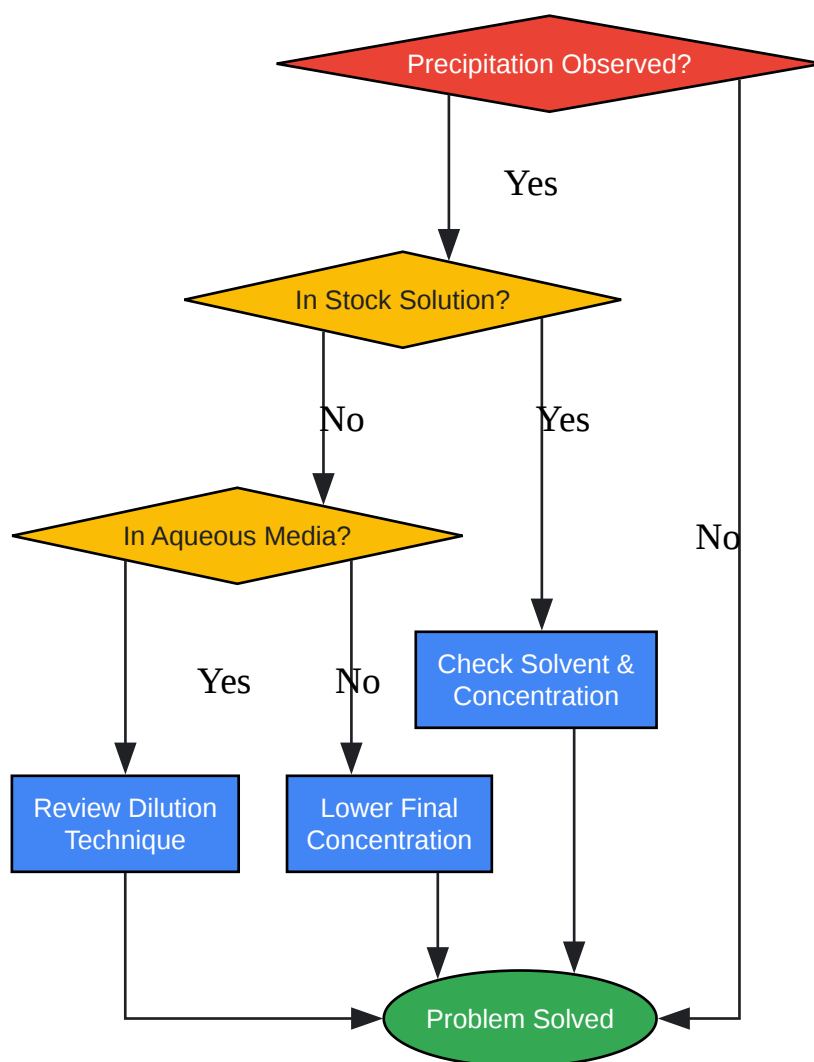 Precipitation Observed?
Yes
In Stock Solution?
No
Yes
In Aqueous Media?
No
Check Solvent &
Concentration
Yes
No
Review Dilution
Technique
Lower Final
Concentration
Problem Solved